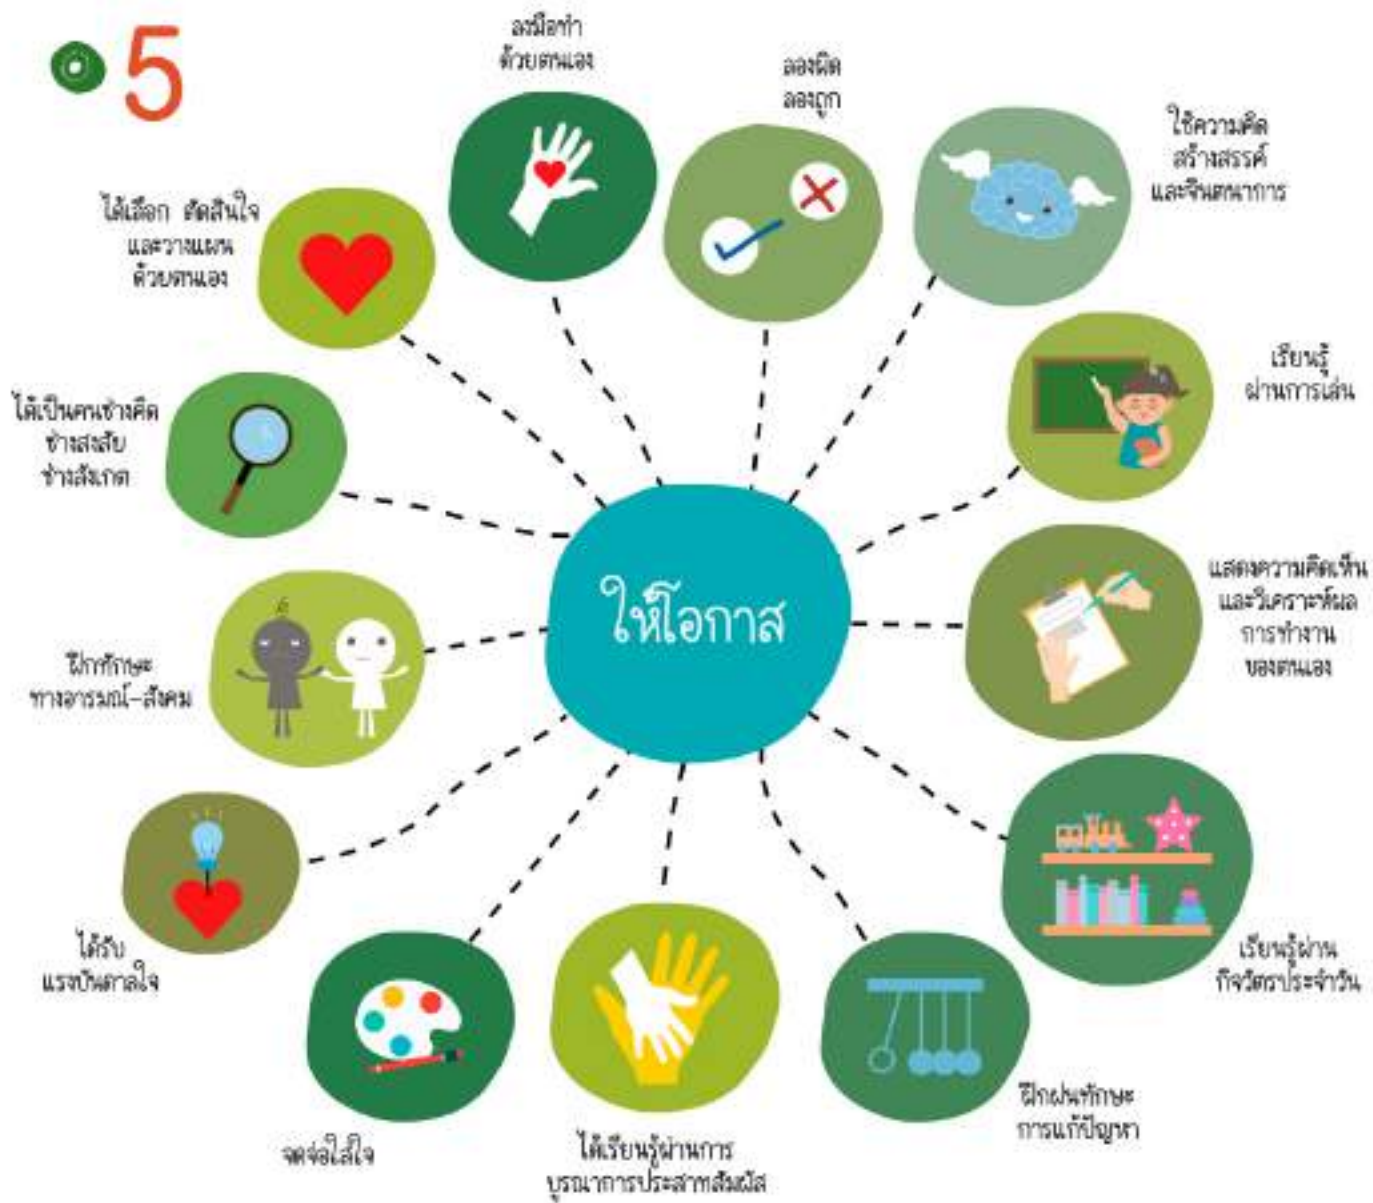 5
ลงมือทำ
ด้วยตนเอง
ลองผิด
ลองถูก
ใช้ความคิด
สร้างสรรค์
และจินตนาการ
ได้เลือก ตัดสินใจ
และวางแผน
ด้วยตนเอง
เรียนรู้
ผ่านการเล่น
ได้เป็นคนช่างคิด
ช่างสงสัย
ช่างสังเกต
แสดงความคิดเห็น
และวิเคราะห์ผล
การทำงาน
ของตนเอง
ให้โอกาส
ฝึกทักษะ
ทางอารมณ์-สังคม
ได้รับ
แรงบันดาลใจ
เรียนรู้ผ่าน
กิจวัตรประจำวัน
ฝึกฝนทักษะ
การแก้ปัญหา
จดจ่อใส่ใจ
ได้เรียนรู้ผ่านการ
บูรณาการประสาทสัมผัส